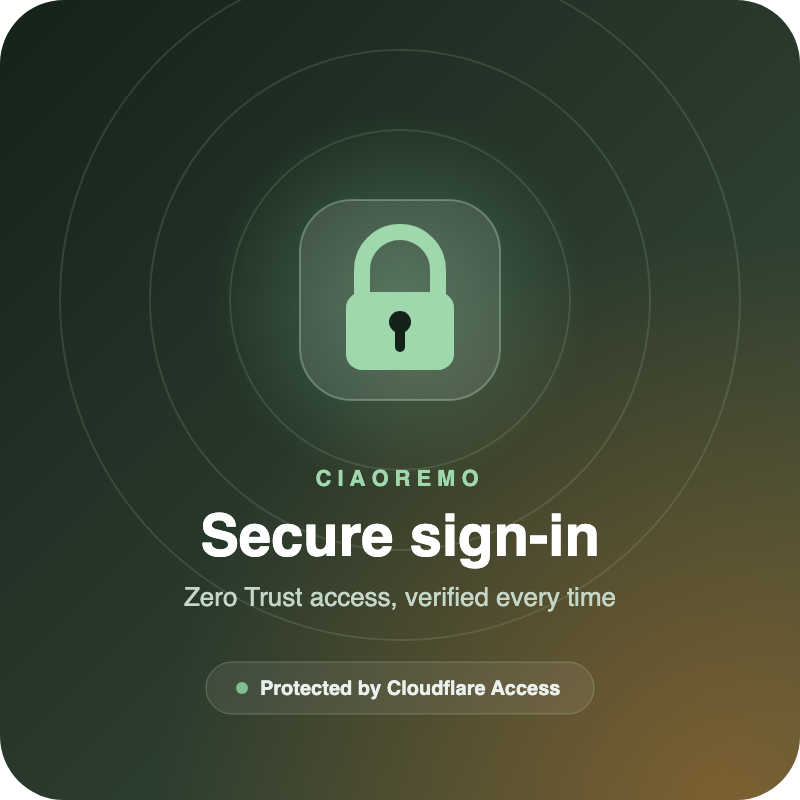 CIAOREMO
Secure sign-in
Zero Trust access, verified every time
Protected by Cloudflare Access